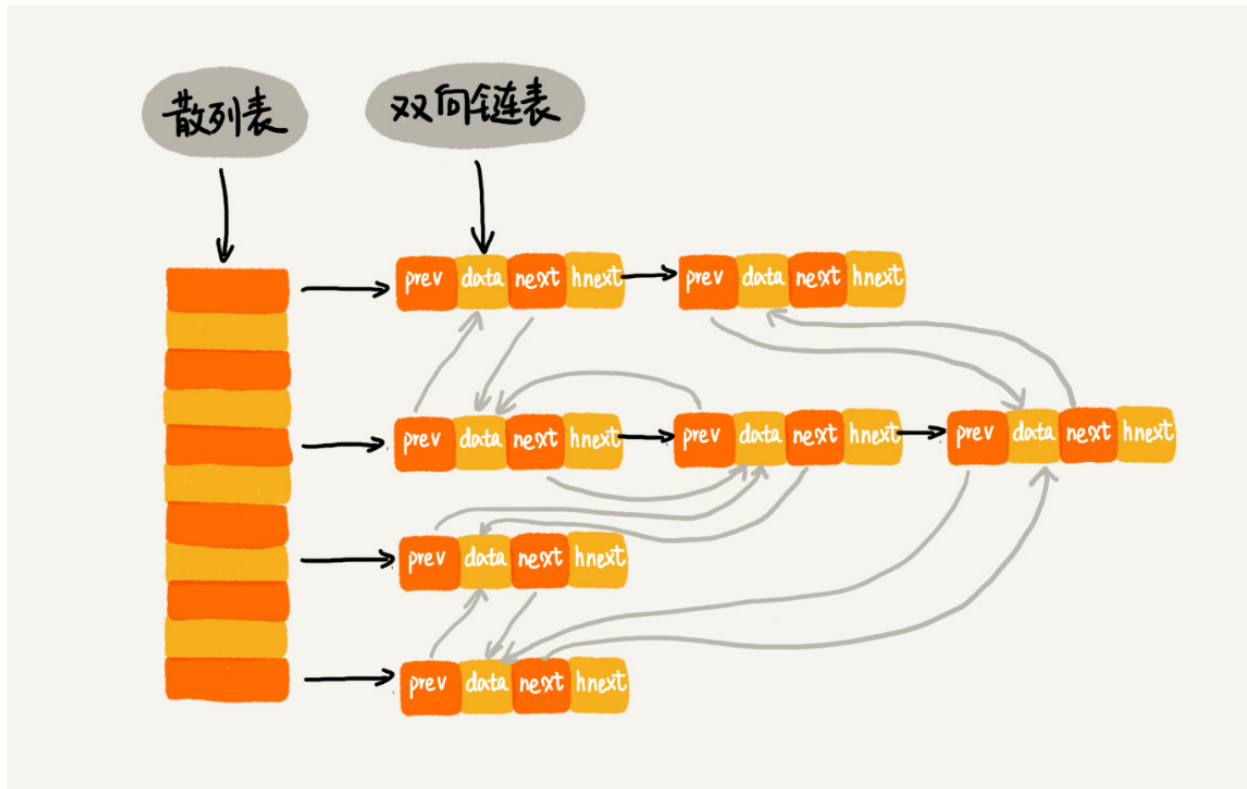 散列表
双向链表
prev data next hnext prev data next hnext
prev data next hnext prev data next hnext prev data next hnext
prev data next hnext
prev data next hnext